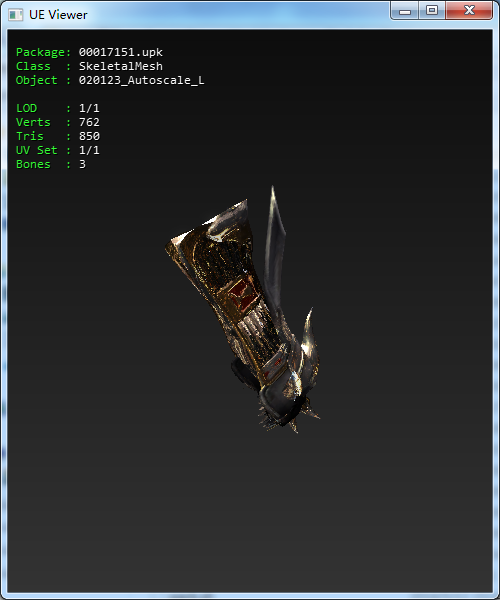 UE Viewer
Package: 00017151.upk
Class  : SkeletalMesh
Object : 020123_Autoscale_L
LOD    : 1/1
Verts  : 762
Tris   : 850
UV Set : 1/1
Bones  : 3